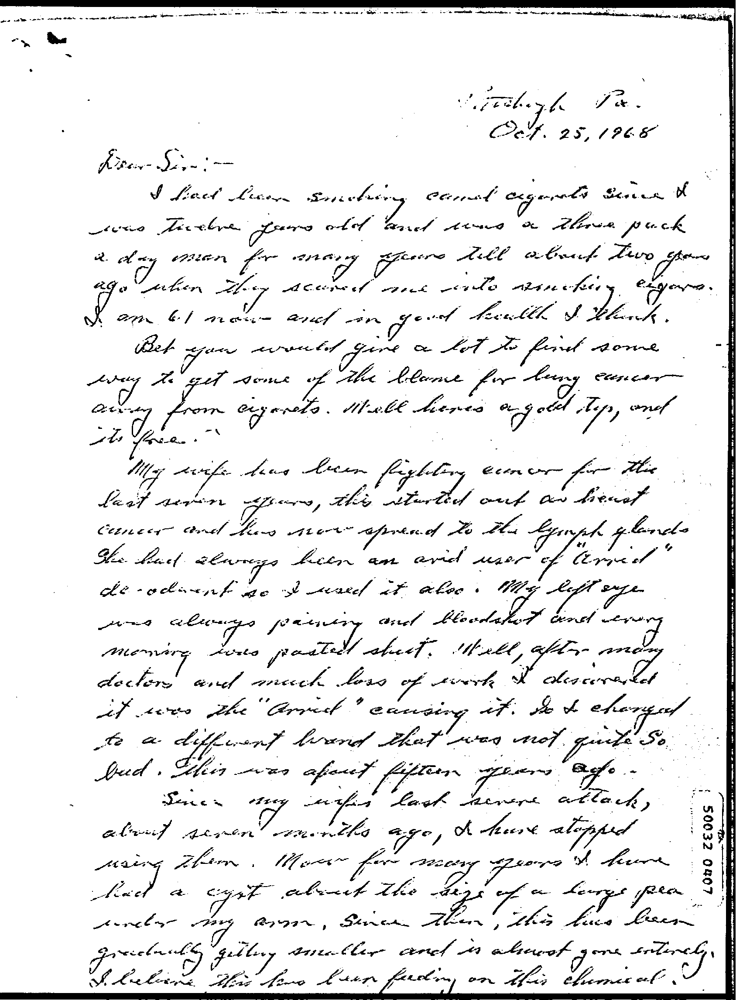 Pittsburgh Pa.
Oct. 25, 1968
Dear Sir:-
I had been smoking camel cigarets since I
was twelve years old and was a three pack
a day man for many years till about two years
ago when they scared me into smoking cigars.
I am 61 now and in good health I think.
Bet you would give a lot to find some
way to get some of the blame for lung cancer
away from cigarets. Well heres a good tip, and
its free."
My wife has been fighting cancer for the
last seven years, this started out as breast
cancer and has now spread to the lymph glands
She had always been an avid user of "Arrid"
de-odorant so I used it also. My left eye
was always paining and bloodshot and every
morning was pasted shut. Well, after many
doctors and much loss of work I discovered
it was the "Arrid" causing it. So I changed
to a different brand that was not quite so
bad. This was about fifteen years ago.
Since my wifes last severe attack,
about seven months ago, I have stopped
using them. Now for many years I have
had a cyst about the size of a large pea
under my arm. Since then, this has been
gradually getting smaller and is almost gone entirely.
I believe this has been feeding on this chemical.
50032 0407